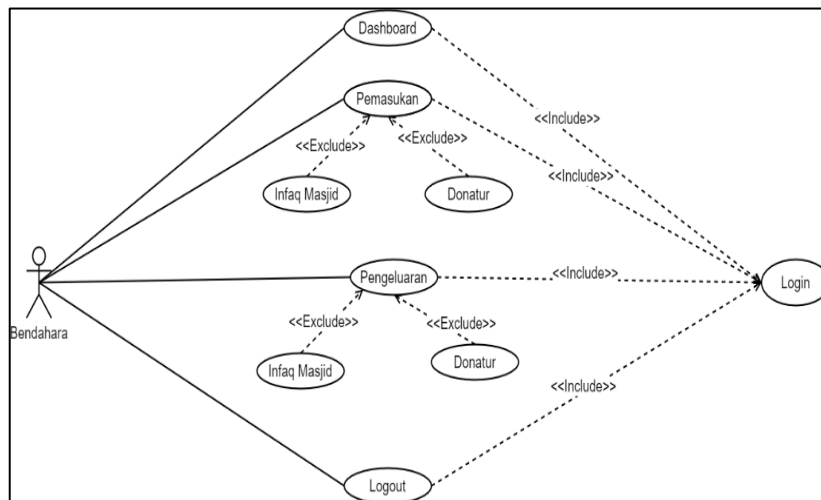 Dashboard
<<Include>>
Pemasukan
<<Exclude>>
<<Exclude>>
<<Include>>
Infaq Masjid
Donatur
Bendahara
Pengeluaran
<<Include>>
Login
<<Exclude>>
<<Exclude>>
Infaq Masjid
Donatur
<<Include>>
Logout